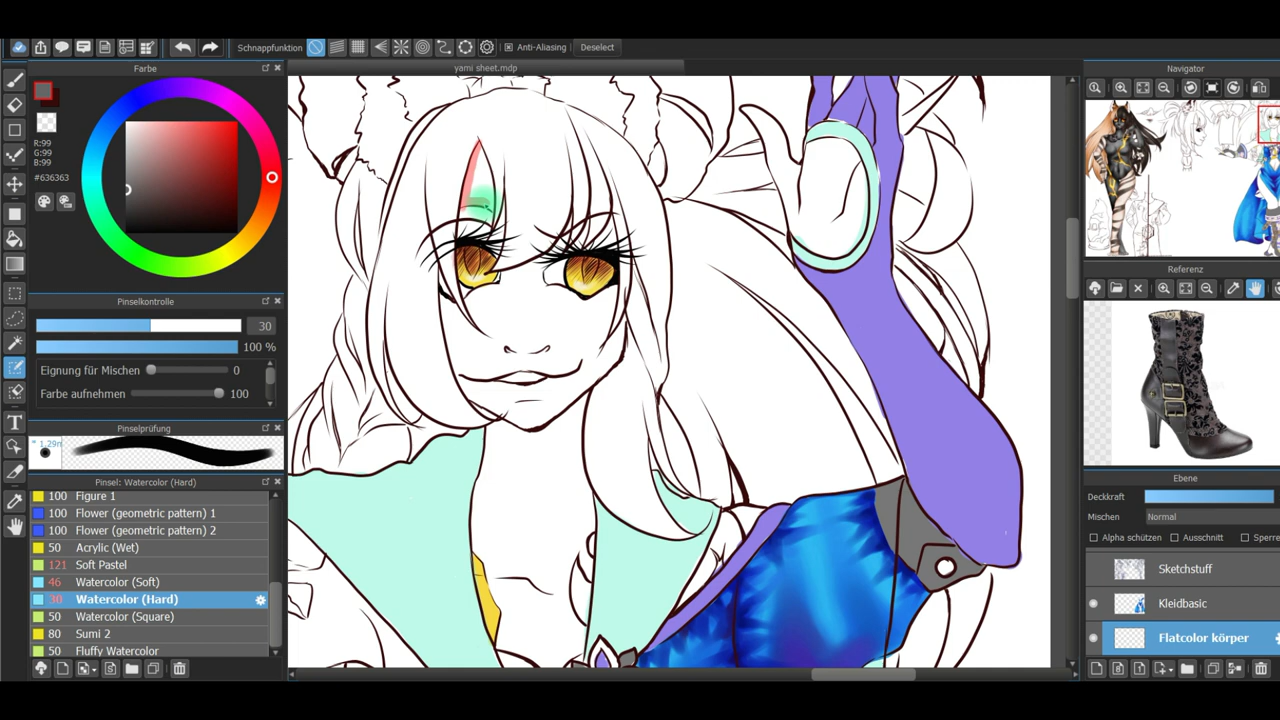 Schnappfunktion Anti-Aliasing Deselect
Farbe
yami sheet.mdp
Navigator
R:99
G:99
B:99
#636363
Referenz
Pinselkontrolle
30
100 %
Eignung für Mischen 0
Farbe aufnehmen 100
Pinselprüfung
Pinsel: Watercolor (Hard)
100 Figure 1
100 Flower (geometric pattern) 1
100 Flower (geometric pattern) 2
50 Acrylic (Wet)
121 Soft Pastel
46 Watercolor (Soft)
30 Watercolor (Hard)
50 Watercolor (Square)
80 Sumi 2
50 Fluffy Watercolor
Ebene
Deckkraft
Mischen Normal
Alpha schützen Ausschnitt Sperre
Sketchstuff
Kleidbasic
Flatcolor körper